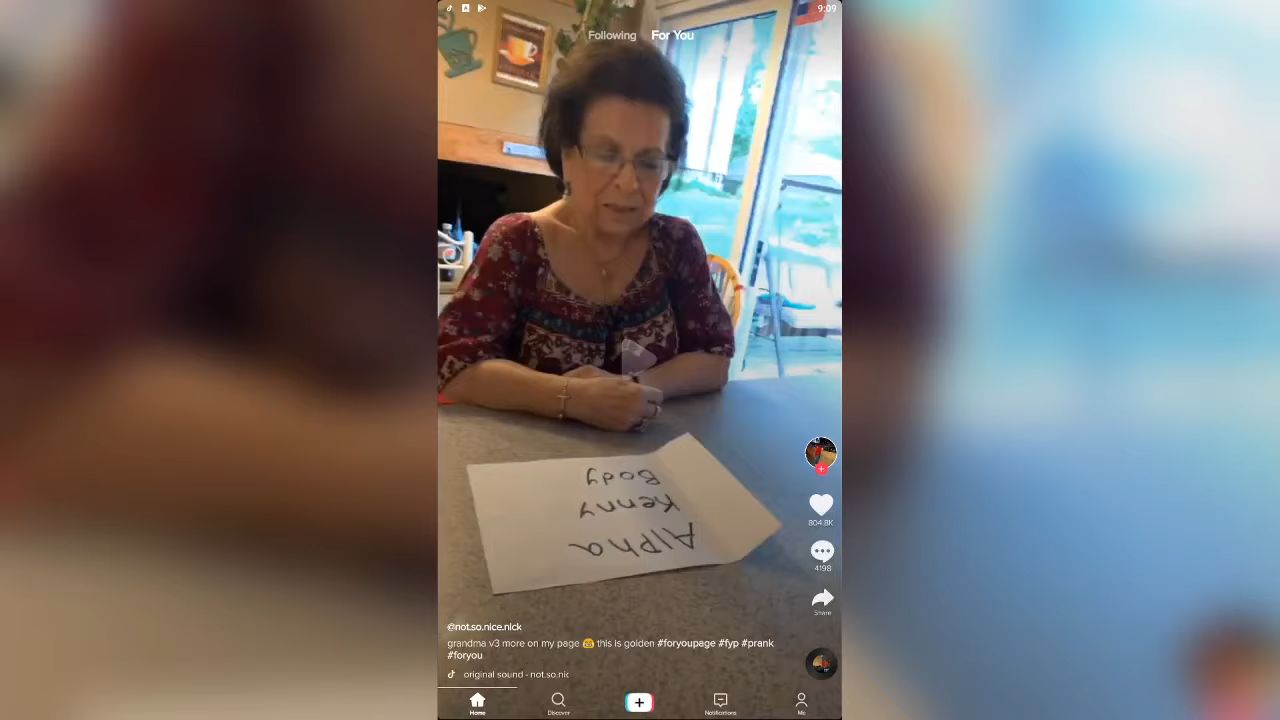 9:09
Following For You
Body
Kenny
Alpha
804.8K
4198
Share
@not.so.nice.nick
grandma v3 more on my page 🤣 this is golden #foryoupage #fyp #prank
#foryou
original sound - not.so.nic
Home Discover Notifications Me